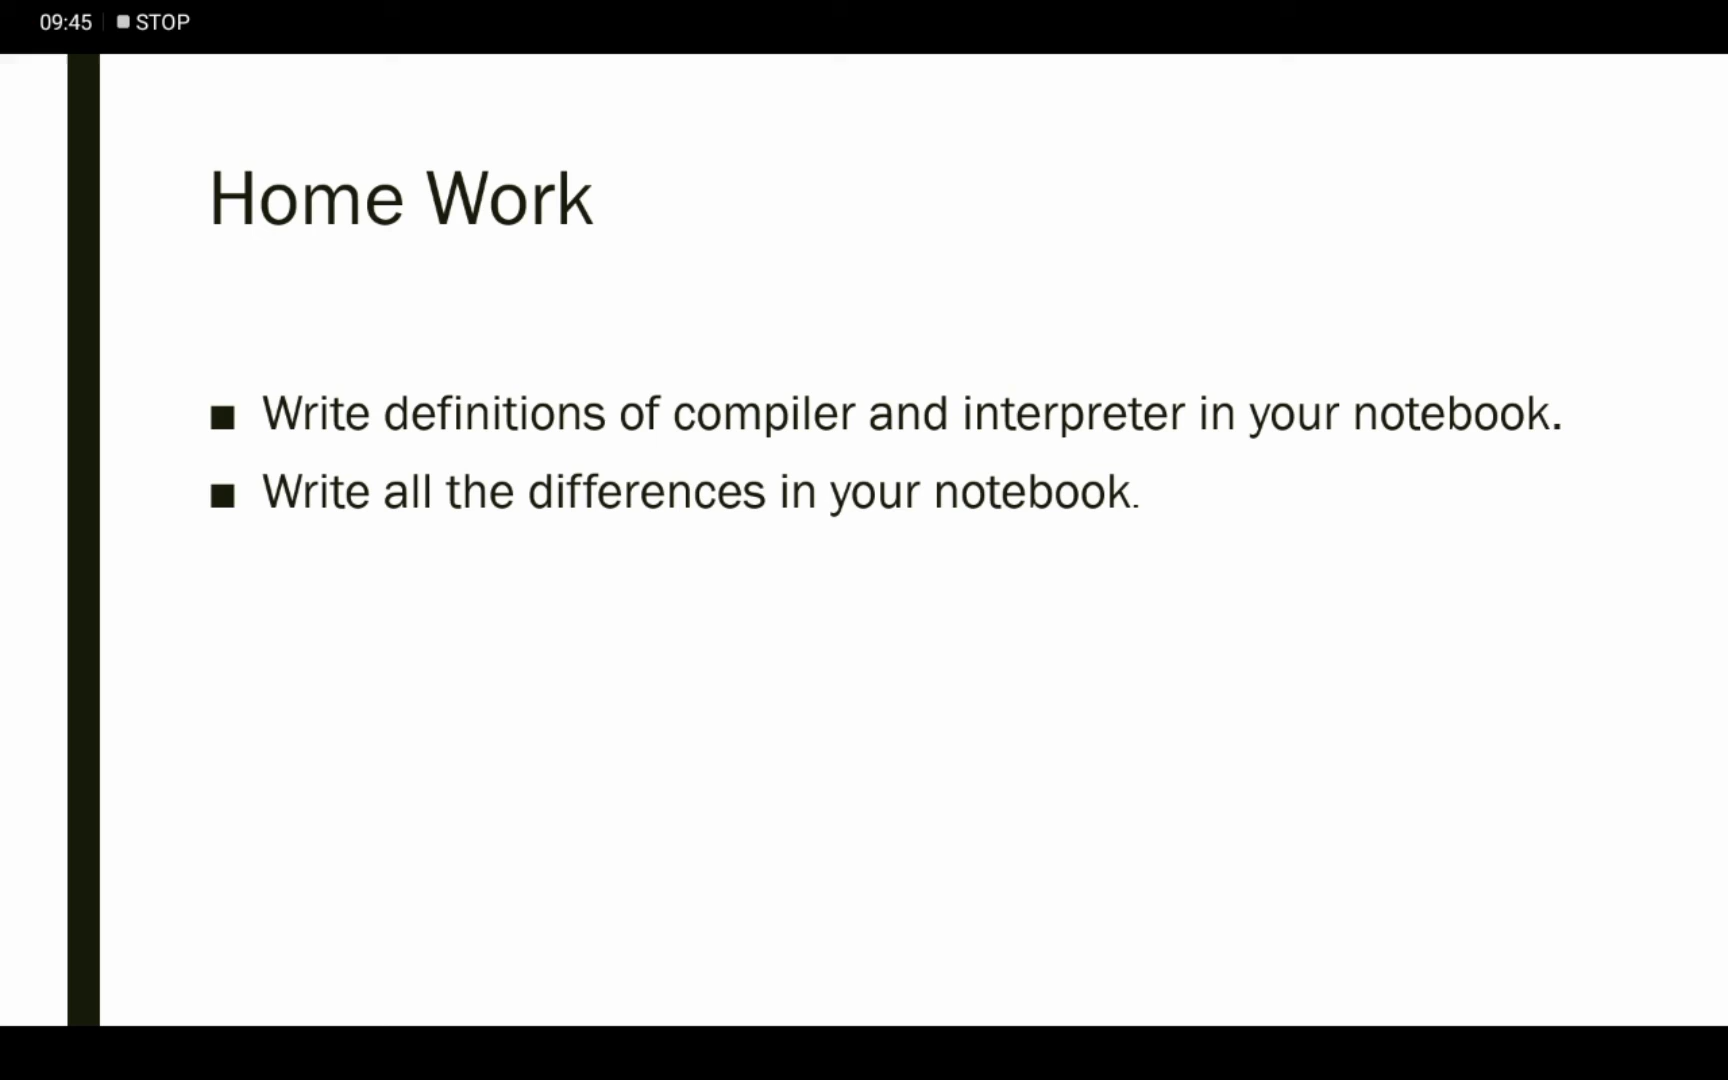 09:45 STOP
Home Work
■ Write definitions of compiler and interpreter in your notebook.
■ Write all the differences in your notebook.